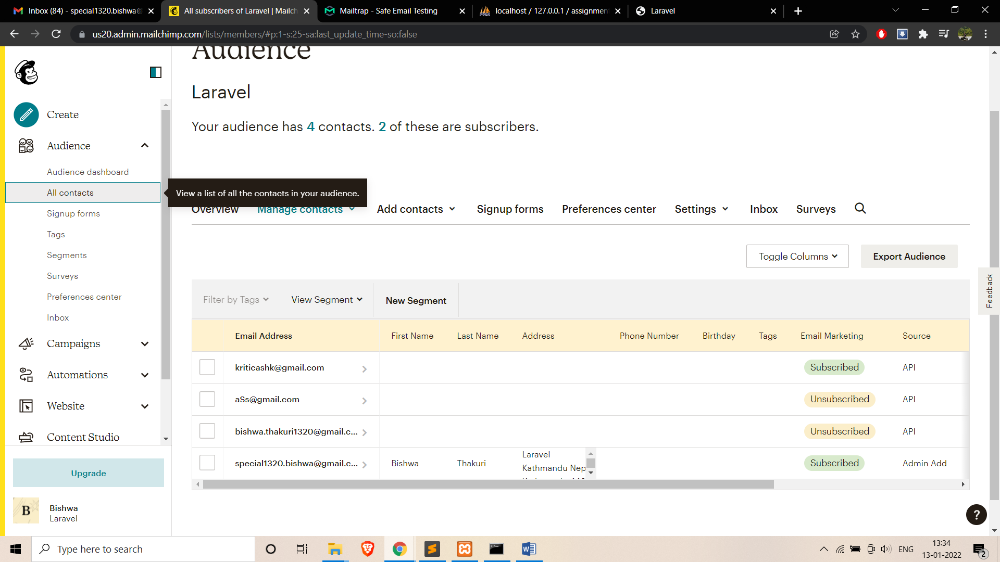 Inbox (84) - special1320.bishwa@
All subscribers of Laravel | Mailch
Mailtrap - Safe Email Testing
localhost / 127.0.0.1 / assignmen
Laravel
us20.admin.mailchimp.com/lists/members/#p:1-s:25-sa:last_update_time-so:false
Create
Audience
Audience dashboard
All contacts
Signup forms
Tags
Segments
Surveys
Preferences center
Inbox
Campaigns
Automations
Website
Content Studio
Upgrade
B
Bishwa
Laravel
Audience
Laravel
Your audience has 4 contacts. 2 of these are subscribers.
View a list of all the contacts in your audience.
Overview Manage contacts Add contacts Signup forms Preferences center Settings Inbox Surveys
Toggle Columns Export Audience
Feedback
Filter by Tags View Segment New Segment
Email Address First Name Last Name Address Phone Number Birthday Tags Email Marketing Source
kriticashk@gmail.com Subscribed API
aSs@gmail.com Unsubscribed API
bishwa.thakuri1320@gmail.c... Unsubscribed API
special1320.bishwa@gmail.c... Bishwa Thakuri Laravel Subscribed Admin Add
Kathmandu Nep
?
Type here to search
ENG
13:34
13-01-2022
2